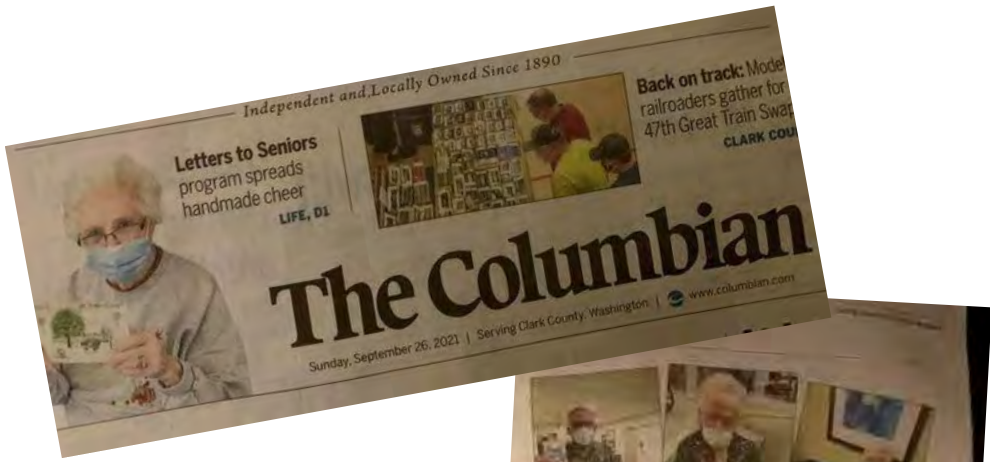 Independent and Locally Owned Since 1890
Letters to Seniors
program spreads
handmade cheer
LIFE, D1
Back on track: Model
railroaders gather for
47th Great Train Swap
CLARK COU
The Columbian
Sunday, September 26, 2021 | Serving Clark County, Washington | www.columbian.com